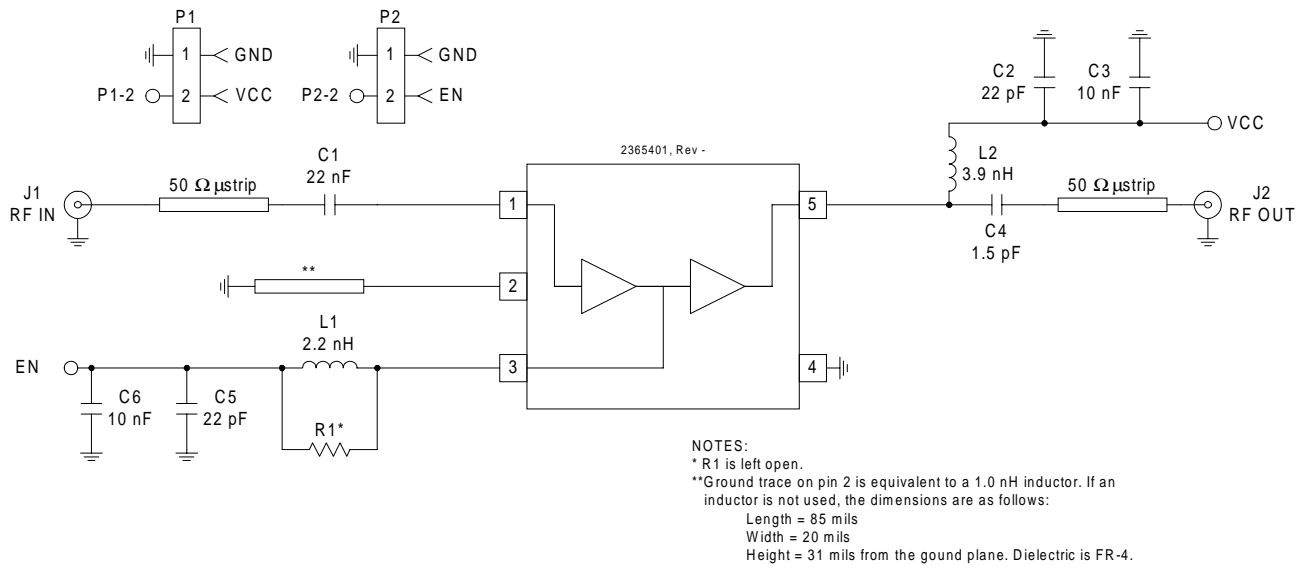 P1
1
GND
P1-2
2
VCC
P2
1
GND
P2-2
2
EN
C2
22 pF
C3
10 nF
VCC
L2
3.9 nH
2365401, Rev -
C1
22 nF
J1
RF IN
50 Ω µstrip
1
5
C4
1.5 pF
50 Ω µstrip
J2
RF OUT
**
2
L1
2.2 nH
EN
3
4
C6
10 nF
C5
22 pF
R1*
NOTES:
* R1 is left open.
**Ground trace on pin 2 is equivalent to a 1.0 nH inductor. If an
inductor is not used, the dimensions are as follows:
Length = 85 mils
Width = 20 mils
Height = 31 mils from the gound plane. Dielectric is FR-4.